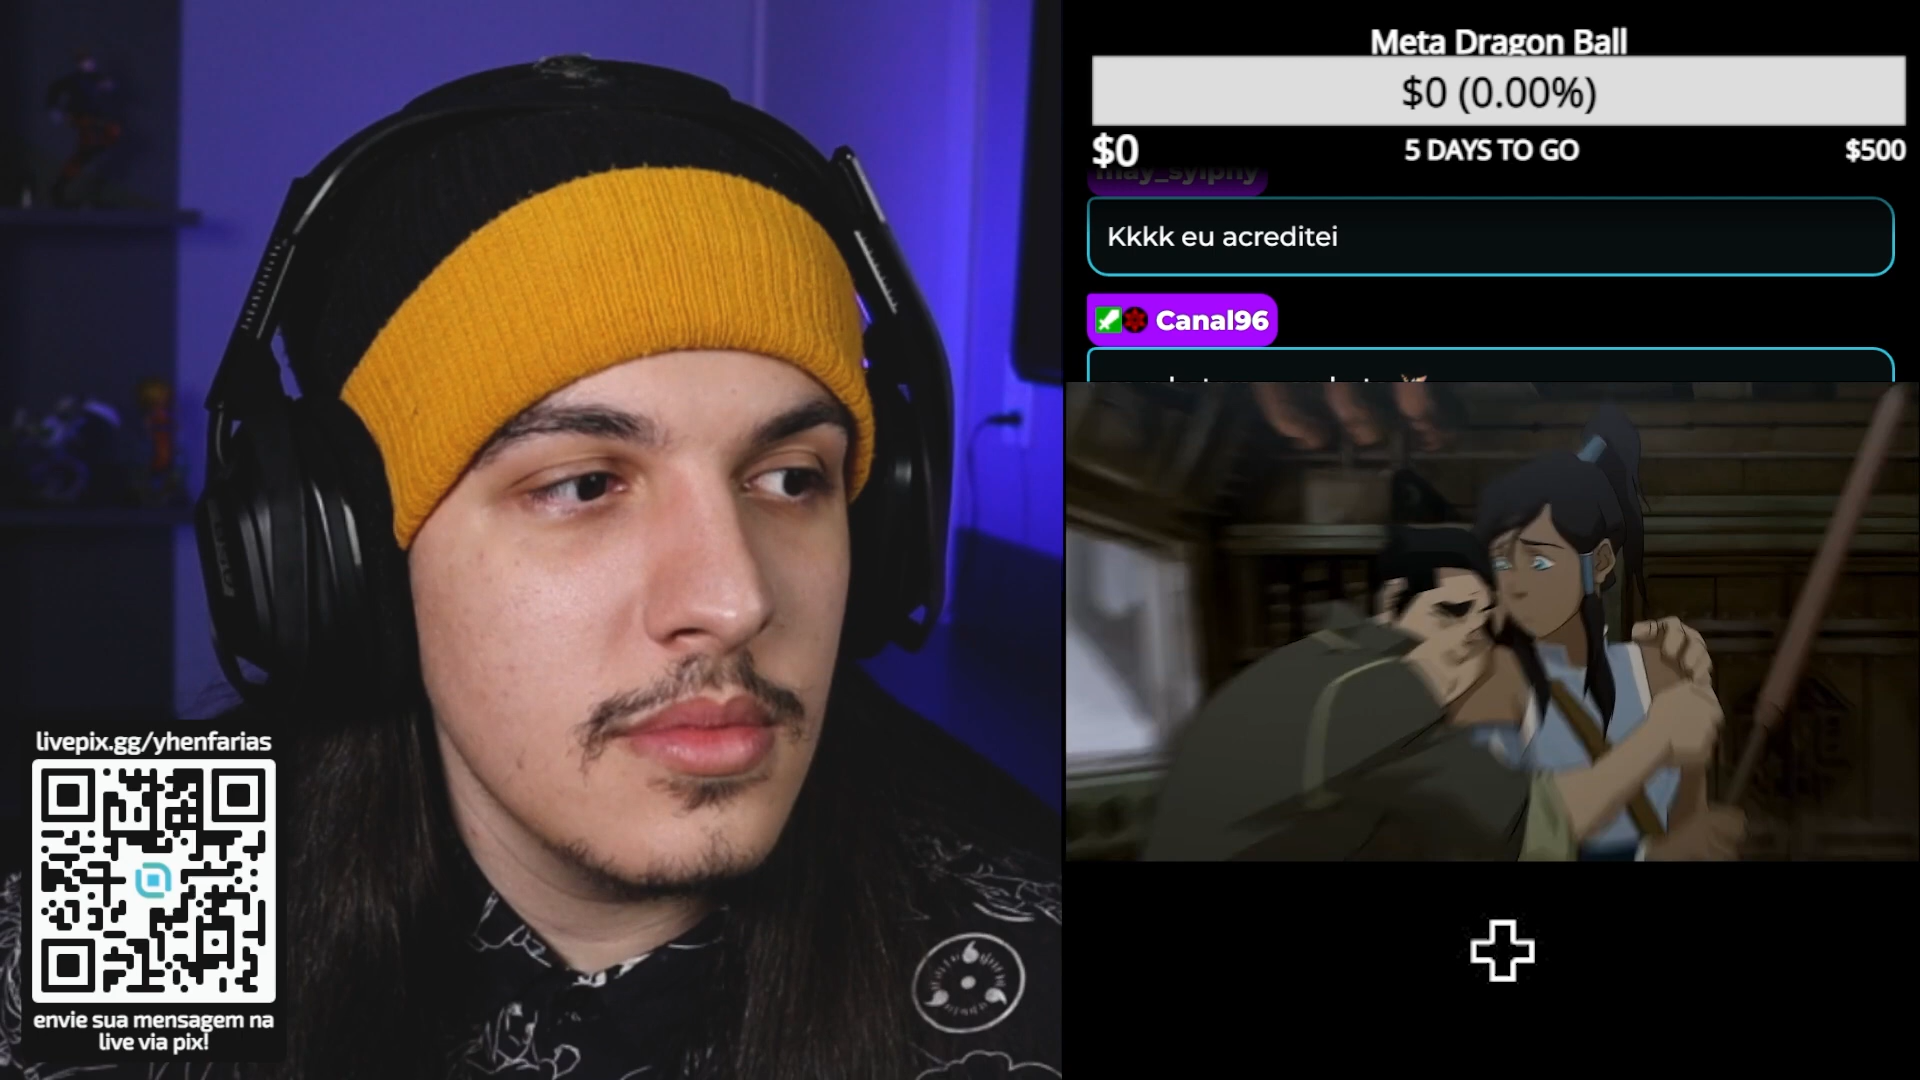 Meta Dragon Ball
$0 (0.00%)
$0 5 DAYS TO GO $500
may_sylphy
Kkkk eu acreditei
Canal96
livepix.gg/yhenfarias
envie sua mensagem na
live via pix!